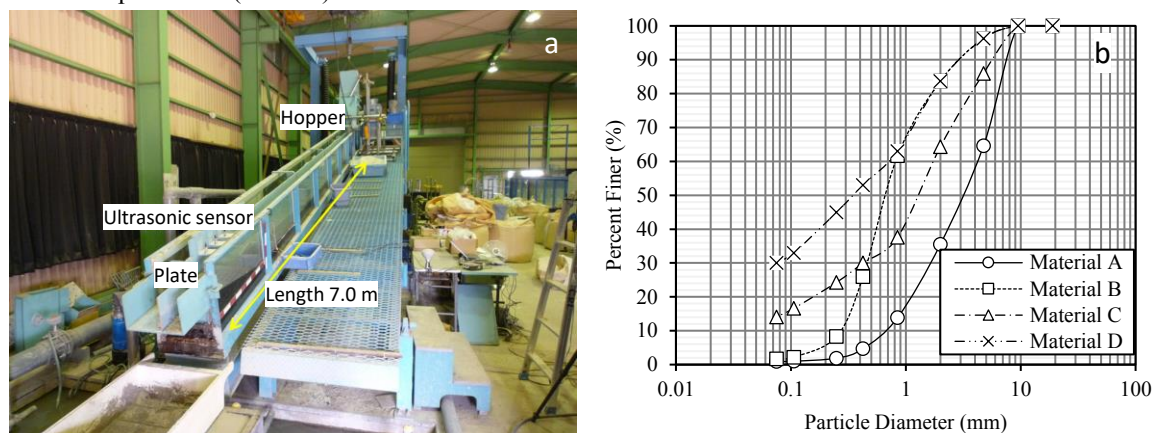 a
Hopper
Ultrasonic sensor
Plate
Length 7.0 m
b
Percent Finer (%)
100
90
80
70
60
50
40
30
20
10
0
Material A
Material B
Material C
Material D
0.01 0.1 1 10 100
Particle Diameter (mm)